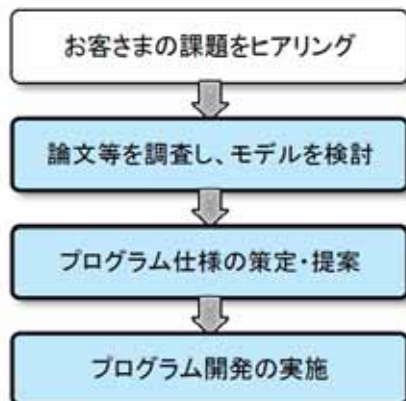 お客さまの課題をヒアリング
論文等を調査し、モデルを検討
プログラム仕様の策定・提案
プログラム開発の実施